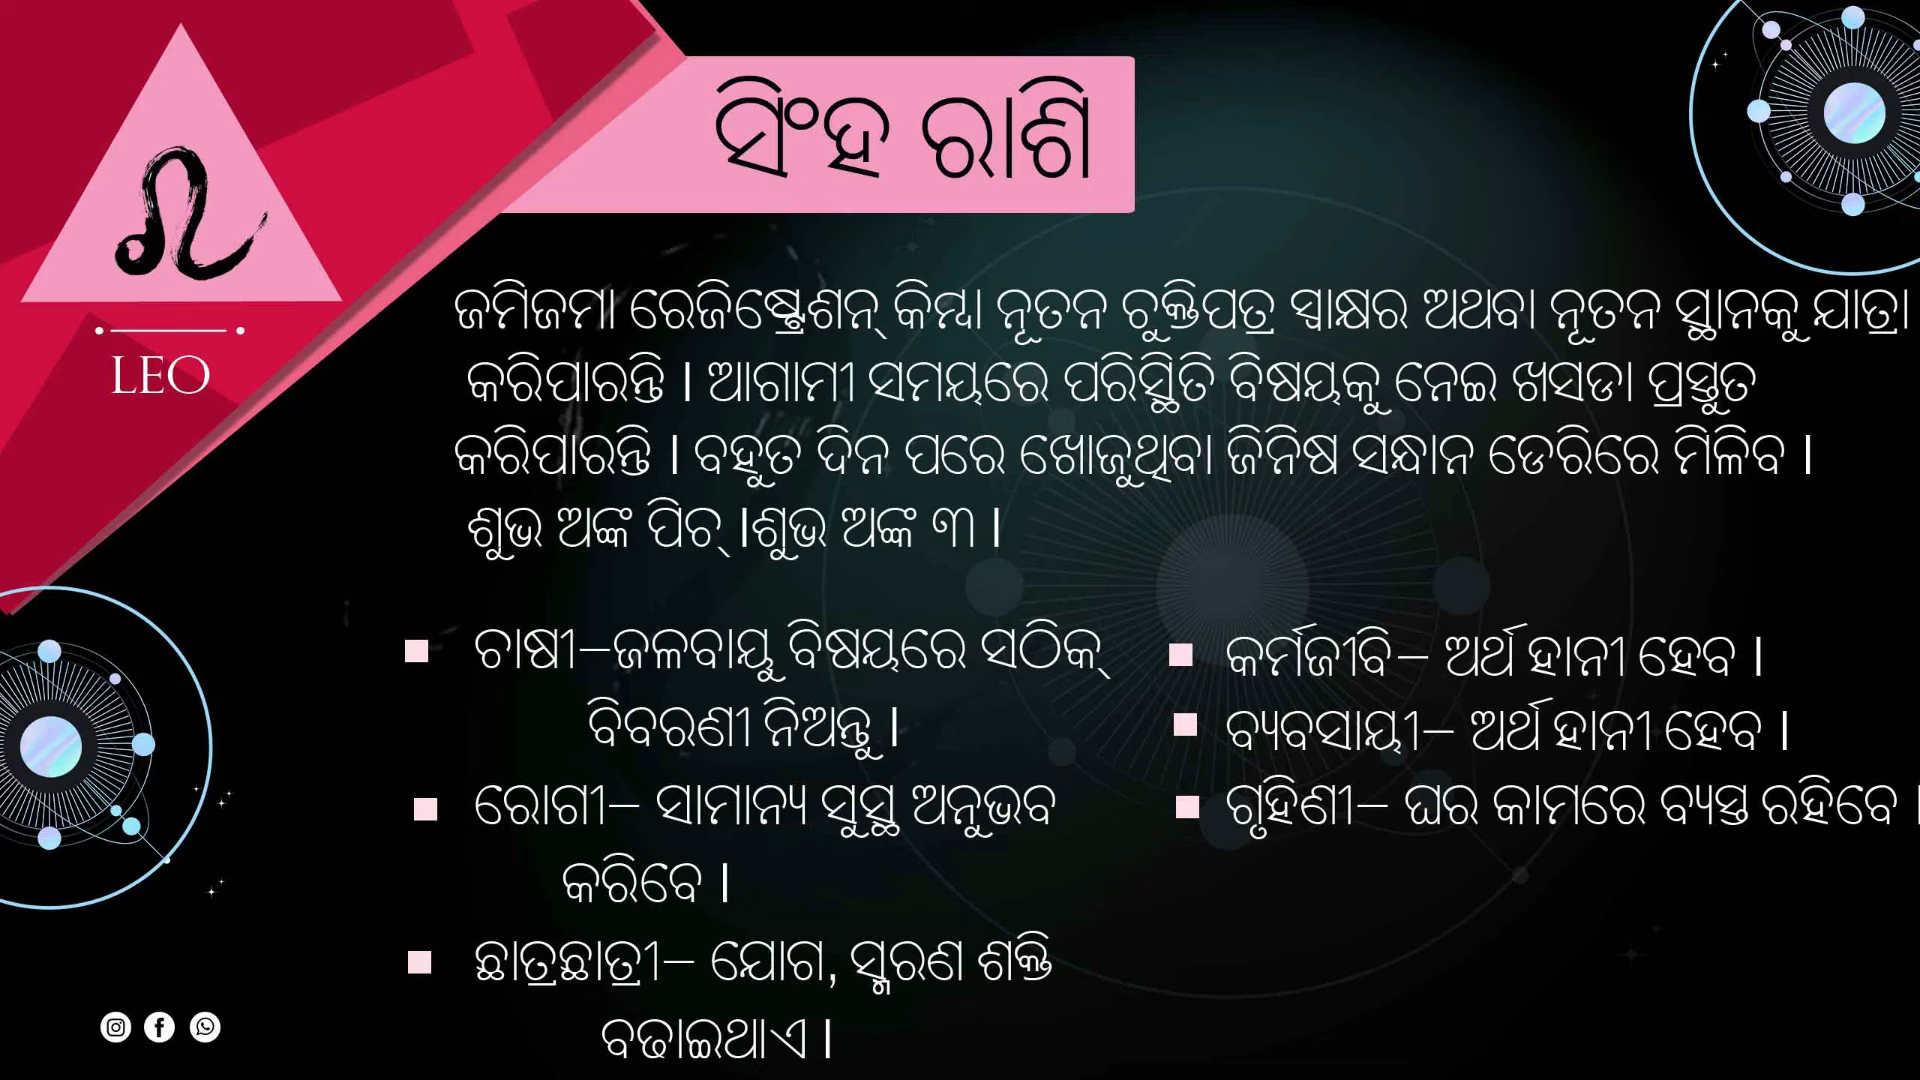 ସିଂହ ରାଶି
LEO
ଜମିଜମା ରେଜିଷ୍ଟ୍ରେଶନ୍ କିମ୍ବା ନୂତନ ଚୁକ୍ତିପତ୍ର ସ୍ୱାକ୍ଷର ଅଥବା ନୂତନ ସ୍ଥାନକୁ ଯାତ୍ରା
କରିପାରନ୍ତି । ଆଗାମୀ ସମୟରେ ପରିସ୍ଥିତି ବିଷୟକୁ ନେଇ ଖସଡା ପ୍ରସ୍ତୁତ
କରିପାରନ୍ତି । ବହୁତ ଦିନ ପରେ ଖୋଜୁଥିବା ଜିନିଷ ସନ୍ଧାନ ଡେରିରେ ମିଳିବ ।
ଶୁଭ ଅଙ୍କ ପିଚ୍ ।ଶୁଭ ଅଙ୍କ ୩ ।
ଚାଷୀ–ଜଳବାୟୁ ବିଷୟରେ ସଠିକ୍
ବିବରଣୀ ନିଅନ୍ତୁ ।
ରୋଗୀ– ସାମାନ୍ୟ ସୁସ୍ଥ ଅନୁଭବ
କରିବେ ।
ଛାତ୍ରଛାତ୍ରୀ– ଯୋଗ, ସ୍ମରଣ ଶକ୍ତି
ବଢାଇଥାଏ ।
କର୍ମଜୀବି– ଅର୍ଥ ହାନୀ ହେବ ।
ବ୍ୟବସାୟୀ– ଅର୍ଥ ହାନୀ ହେବ ।
ଗୃହିଣୀ– ଘର କାମରେ ବ୍ୟସ୍ତ ରହିବେ ।